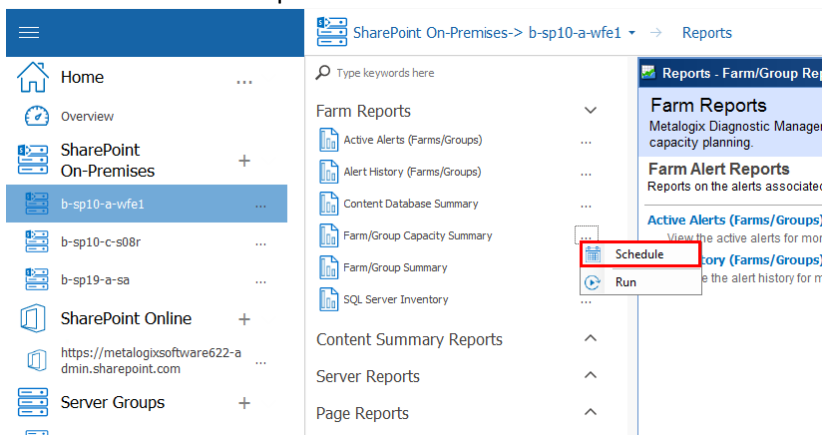 SharePoint On-Premises-> b-sp10-a-wfe1 → Reports
Home ...
Overview
SharePoint
On-Premises +
b-sp10-a-wfe1 ...
b-sp10-c-s08r ...
b-sp19-a-sa ...
SharePoint Online +
https://metalogixsoftware622-a
dmin.sharepoint.com ...
Server Groups +
Type keywords here
Farm Reports
Active Alerts (Farms/Groups) ...
Alert History (Farms/Groups) ...
Content Database Summary ...
Farm/Group Capacity Summary ...
Farm/Group Summary
SQL Server Inventory ...
Content Summary Reports
Server Reports
Page Reports
Schedule
Run
Reports - Farm/Group Rep
Farm Reports
Metalogix Diagnostic Manager
capacity planning.
Farm Alert Reports
Reports on the alerts associated
Active Alerts (Farms/Groups)
View the active alerts for mor
tory (Farms/Groups)
e the alert history for m